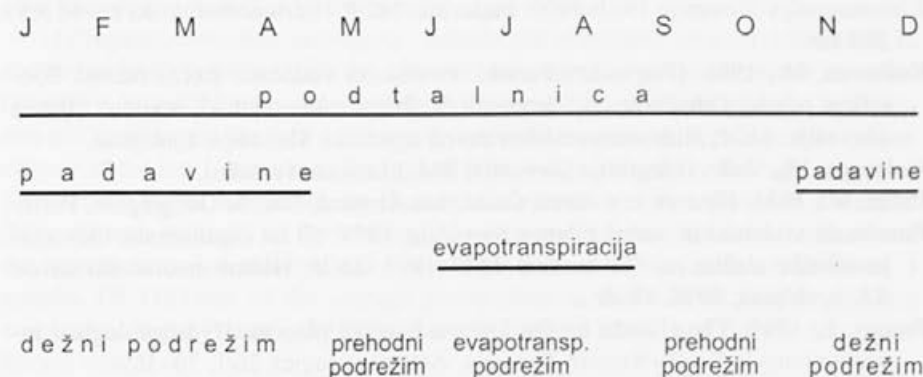 J F M A M J J A S O N D
podtalnica
padavine padavine
evapotranspiracija
dežni podrežim prehodni evapotransp. prehodni dežni
podrežim podrežim podrežim podrežim